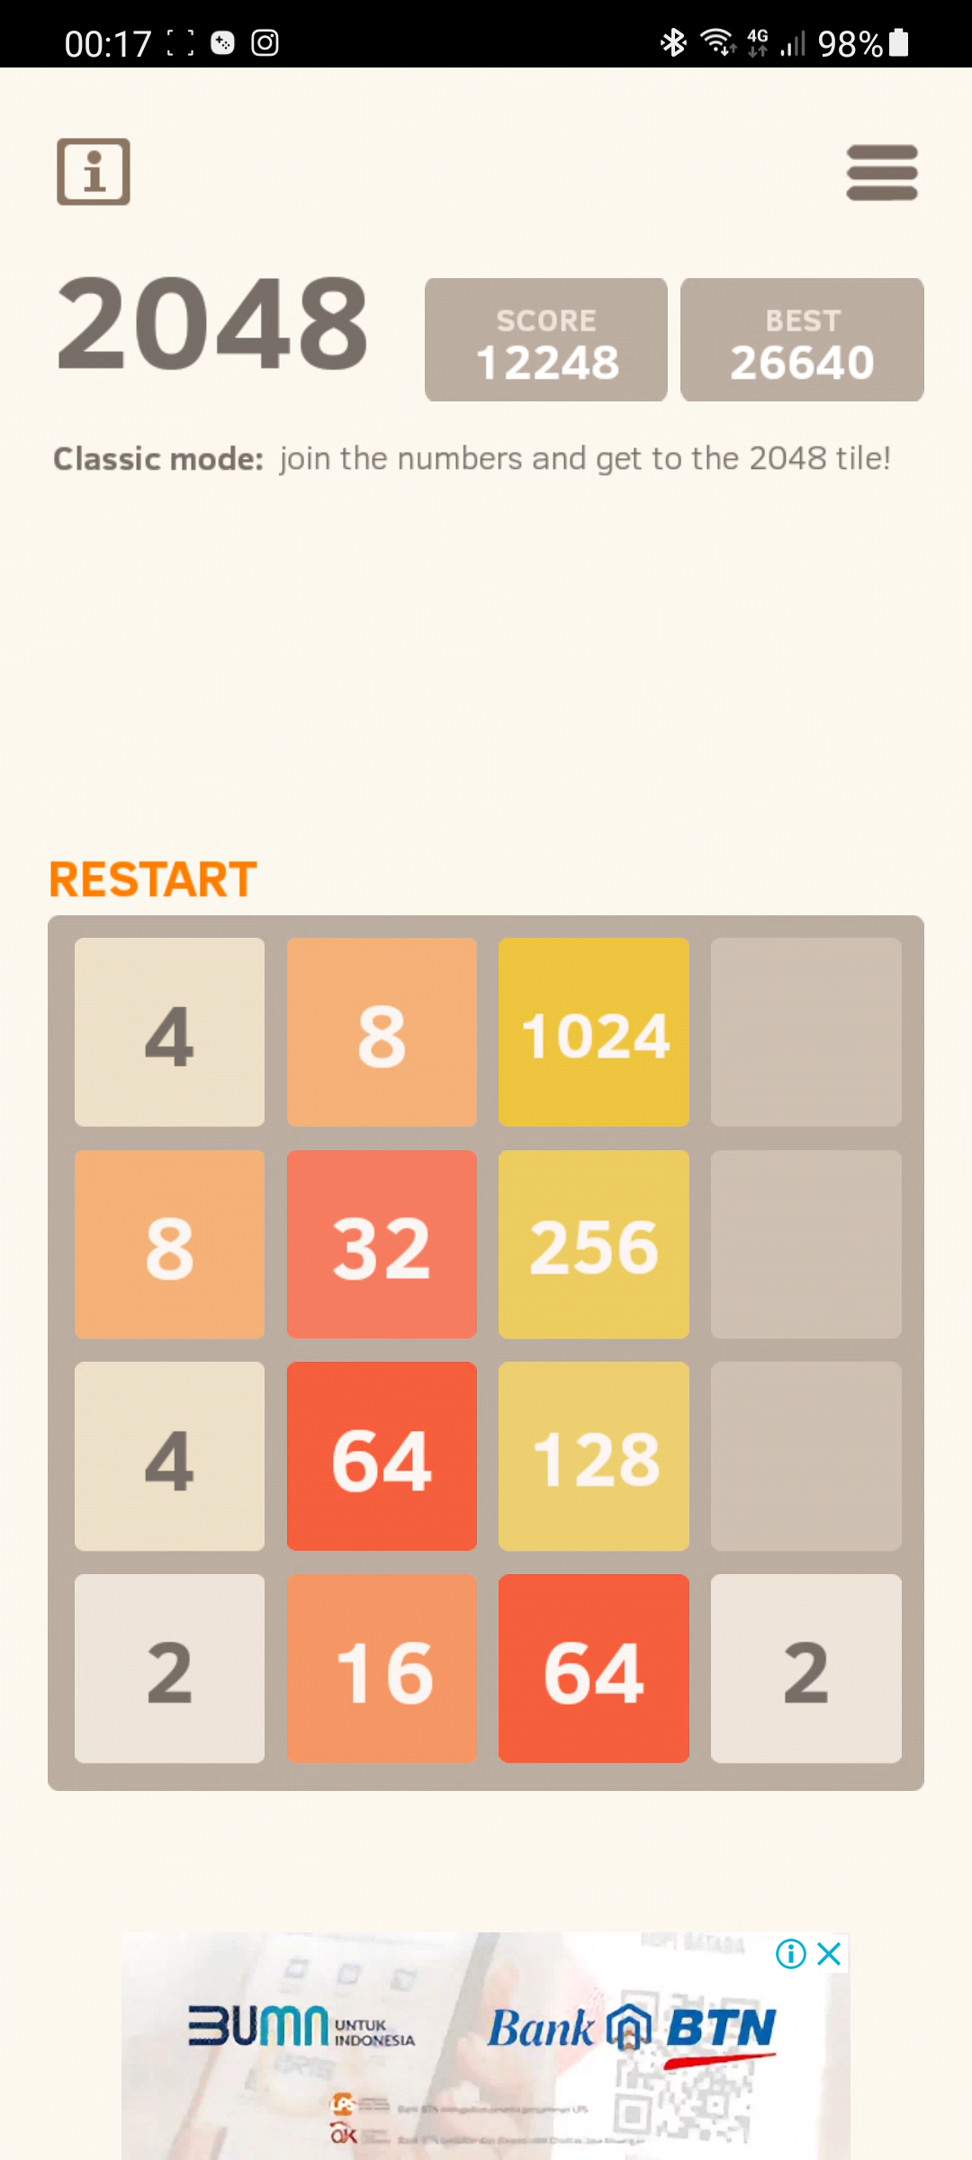 00:17 4G 98%
2048
SCORE
12248
BEST
26640
Classic mode: join the numbers and get to the 2048 tile!
RESTART
4 8 1024
8 32 256
4 64 128
2 16 64 2
BUMN UNTUK INDONESIA
Bank BTN